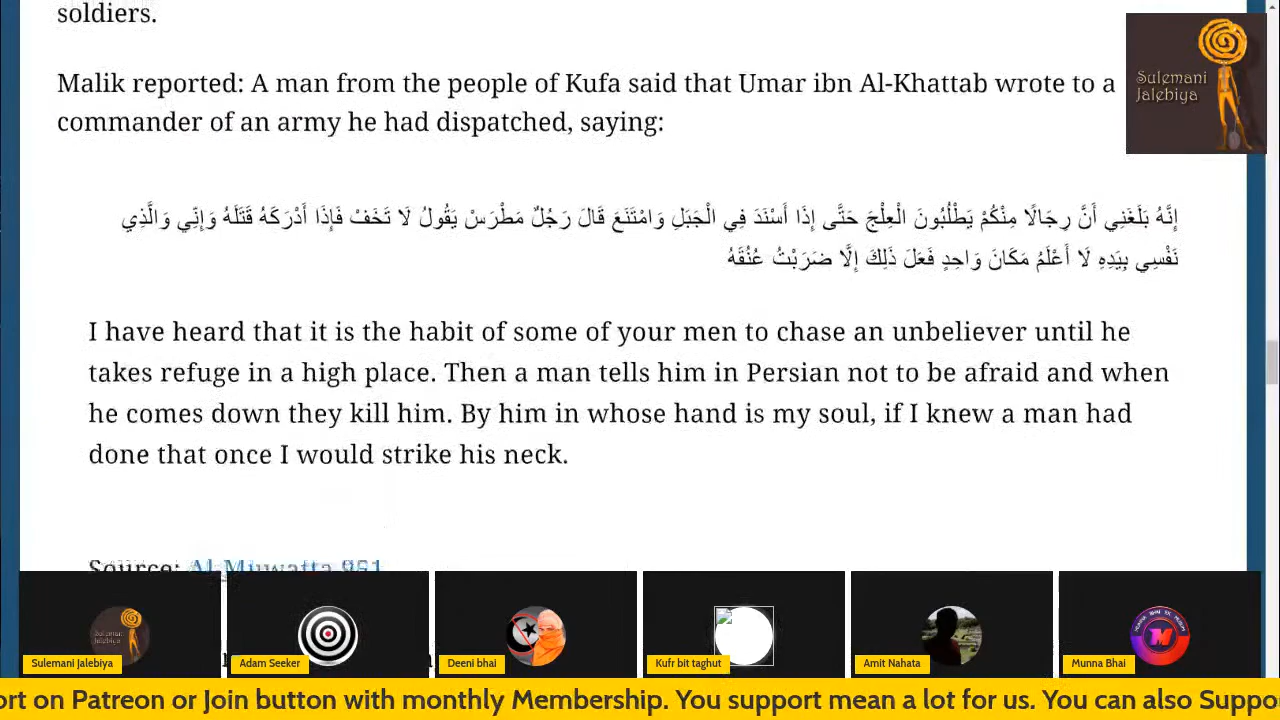 soldiers.
Sulemani
Jalebiya
Malik reported: A man from the people of Kufa said that Umar ibn Al-Khattab wrote to a
commander of an army he had dispatched, saying:
إِنَّهُ بَلَغَنِي أَنَّ رِجَالًا مِنْكُمْ يَطْلُبُونَ الْعِلْجَ حَتَّى إِذَا أَسْنَدَ فِي الْجَبَلِ وَامْتَنَعَ قَالَ رَجُلٌ مَطْرَسْ يَقُولُ لَا تَخَفْ فَإِذَا أَدْرَكَهُ قَتَلَهُ وَإِنِّي وَالَّذِي
نَفْسِي بِيَدِهِ لَا أَعْلَمُ مَكَانَ وَاحِدٍ فَعَلَ ذَلِكَ إِلَّا ضَرَبْتُ عُنُقَهُ
I have heard that it is the habit of some of your men to chase an unbeliever until he
takes refuge in a high place. Then a man tells him in Persian not to be afraid and when
he comes down they kill him. By him in whose hand is my soul, if I knew a man had
done that once I would strike his neck.
Source: Al-Muwatta 951
Sulemani Jalebiya
Adam Seeker
Deeni bhai
Kufr bit taghut
Amit Nahata
Munna Bhai
ort on Patreon or Join button with monthly Membership. You support mean a lot for us. You can also Suppo